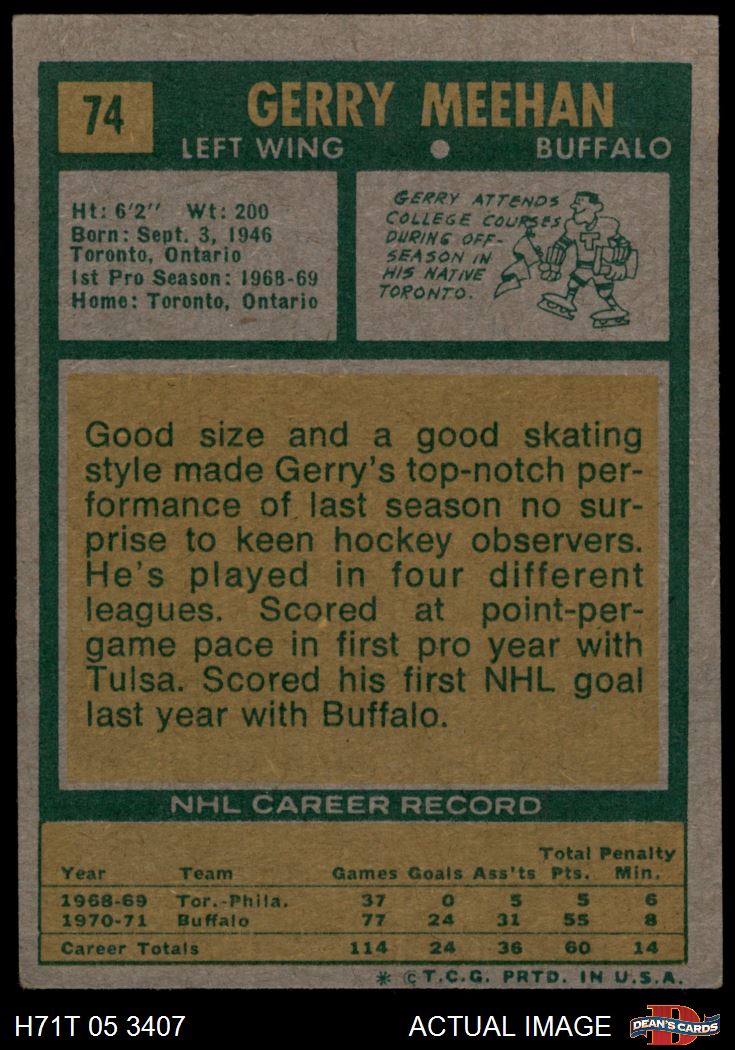 74
GERRY MEEHAN
LEFT WING • BUFFALO
Ht: 6'2" Wt: 200
Born: Sept. 3, 1946
Toronto, Ontario
1st Pro Season: 1968-69
Home: Toronto, Ontario
GERRY ATTENDS
COLLEGE COURSES
DURING OFF-
SEASON IN
HIS NATIVE
TORONTO.
T
Good size and a good skating
style made Gerry's top-notch per-
formance of last season no sur-
prise to keen hockey observers.
He's played in four different
leagues. Scored at point-per-
game pace in first pro year with
Tulsa. Scored his first NHL goal
last year with Buffalo.
NHL CAREER RECORD
Year Team Games Goals Ass'ts Total Pts. Penalty Min.
1968-69 Tor.-Phila. 37 0 5 5 6
1970-71 Buffalo 77 24 31 55 8
Career Totals 114 24 36 60 14
* © T.C.G. PRTD. IN U.S.A.
H71T 05 3407 ACTUAL IMAGE
D
DEAN'S CARDS